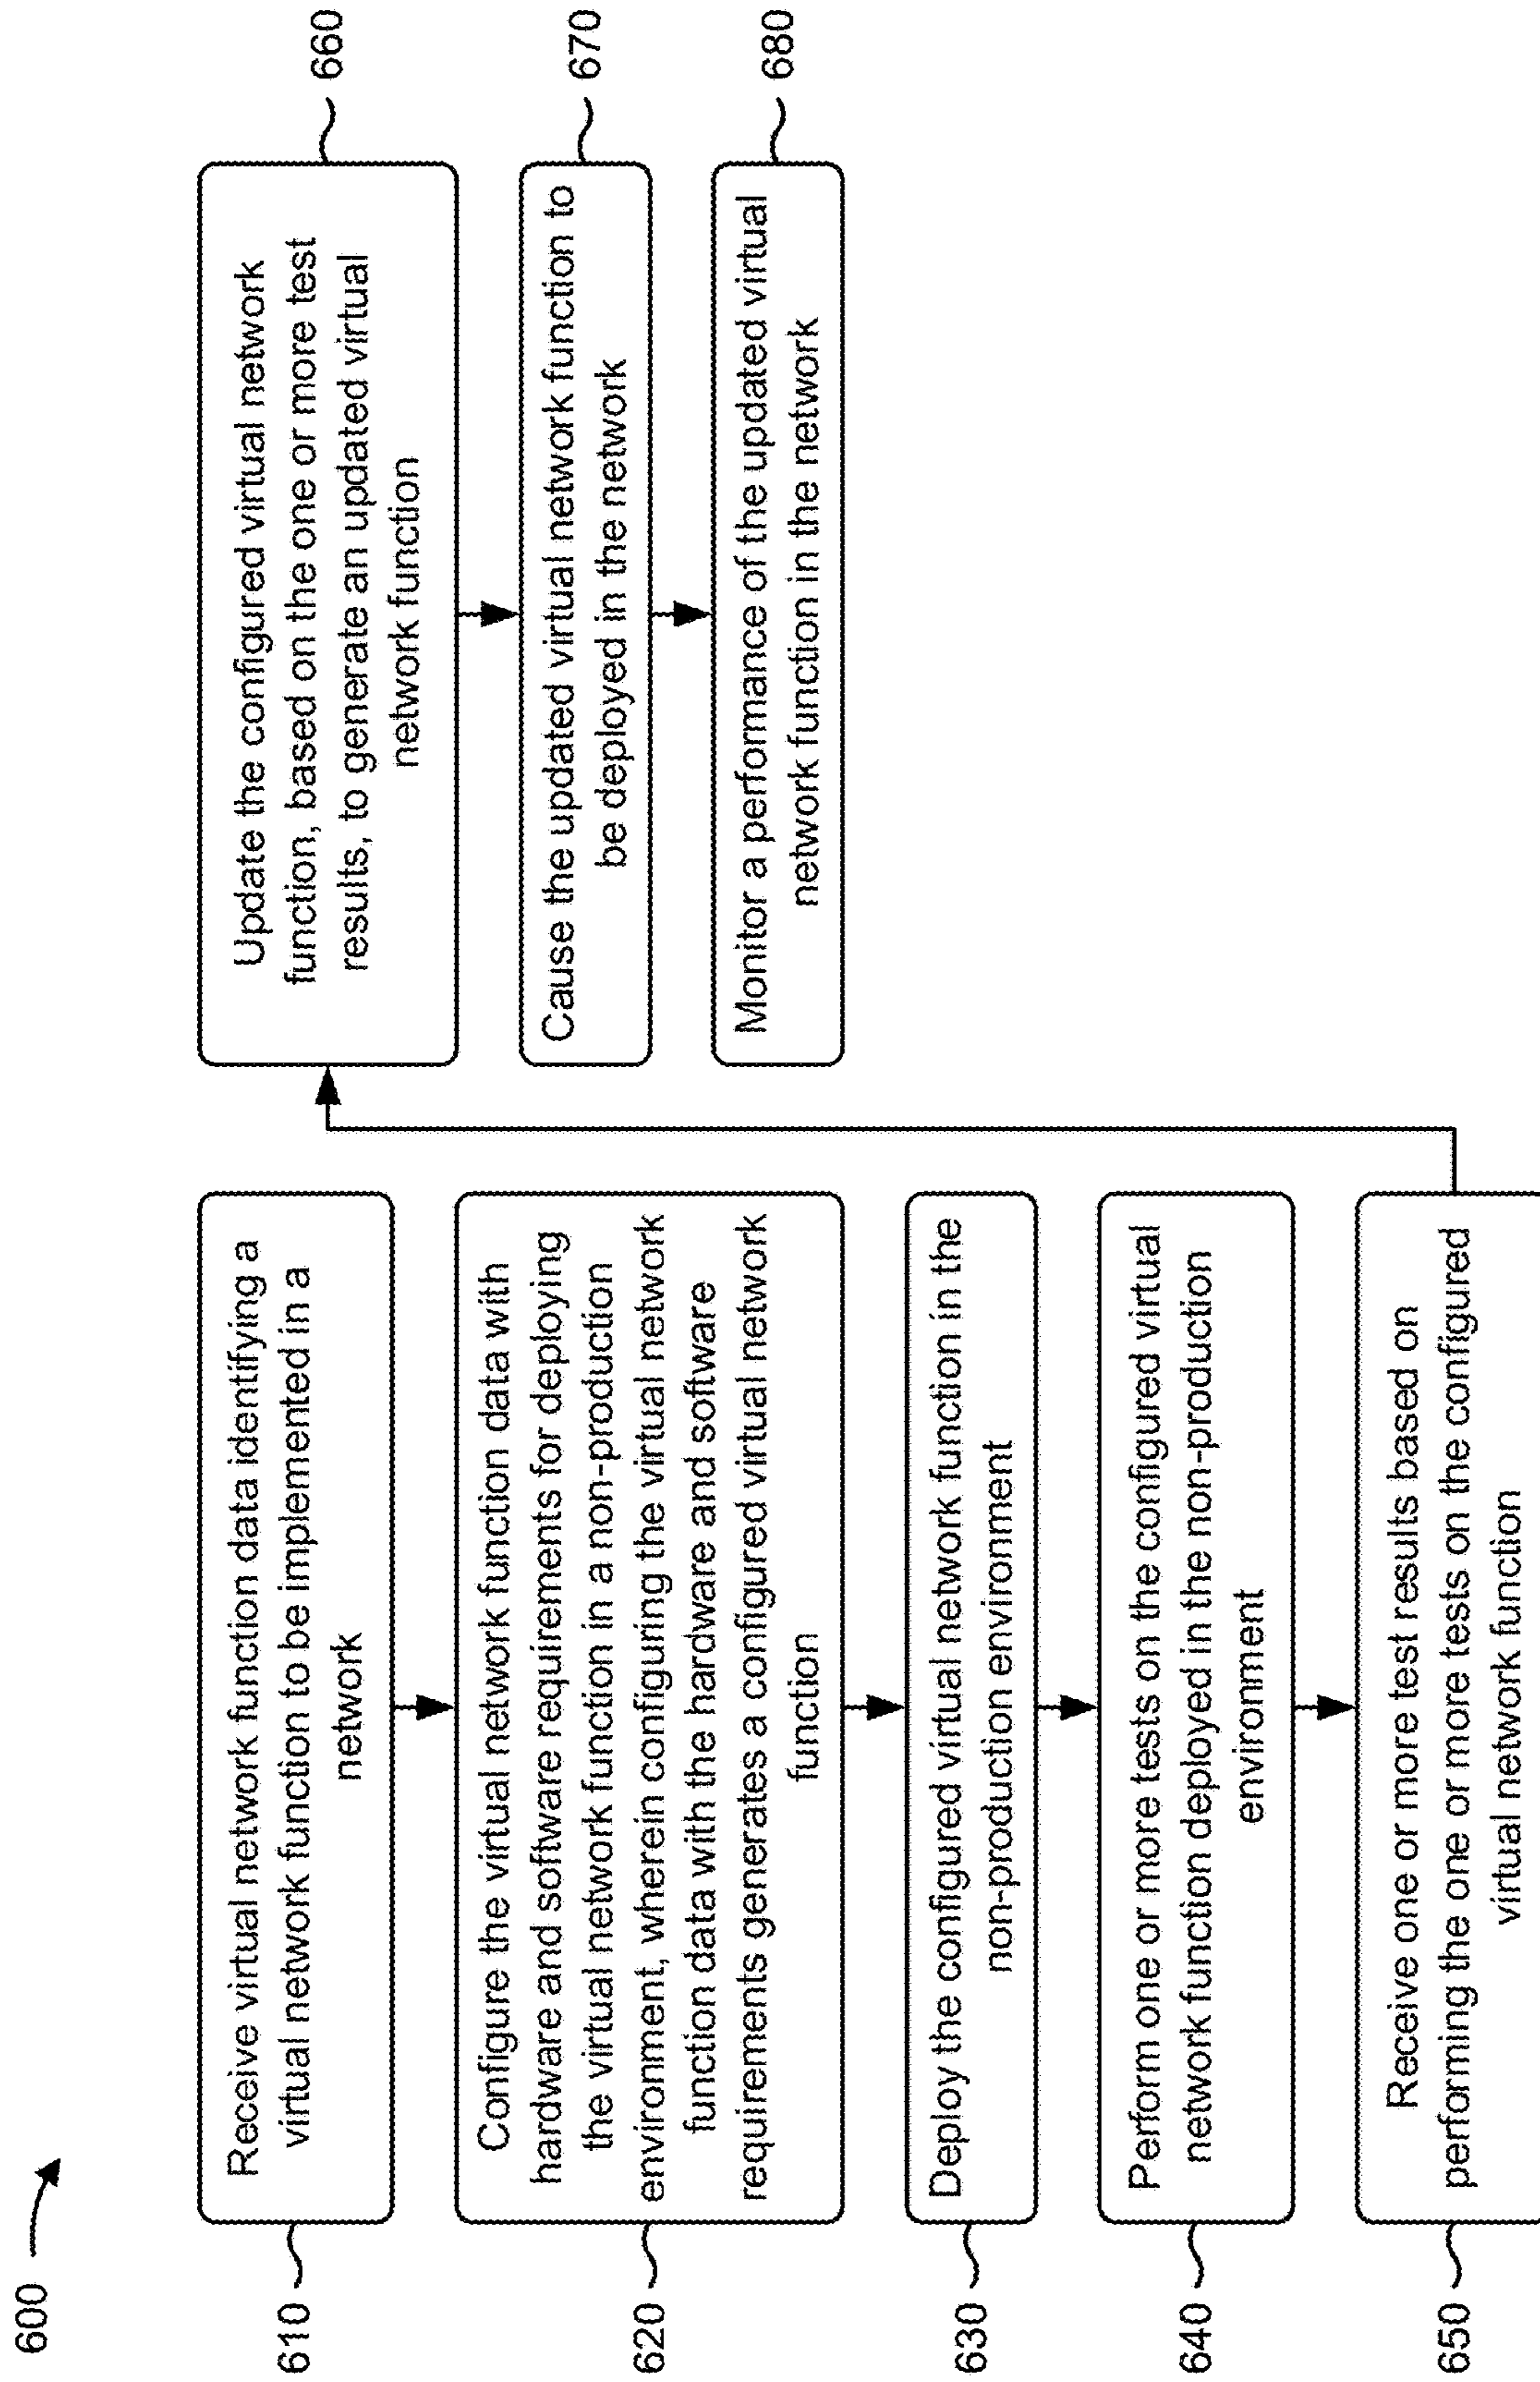 600
610
Receive virtual network function data identifying a
virtual network function to be implemented in a
network
620
Configure the virtual network function data with
hardware and software requirements for deploying
the virtual network function in a non-production
environment, wherein configuring the virtual network
function data with the hardware and software
requirements generates a configured virtual network
function
630
Deploy the configured virtual network function in the
non-production environment
640
Perform one or more tests on the configured virtual
network function deployed in the non-production
environment
650
Receive one or more test results based on
performing the one or more tests on the configured
virtual network function
660
Update the configured virtual network
function, based on the one or more test
results, to generate an updated virtual
network function
670
Cause the updated virtual network function to
be deployed in the network
680
Monitor a performance of the updated virtual
network function in the network